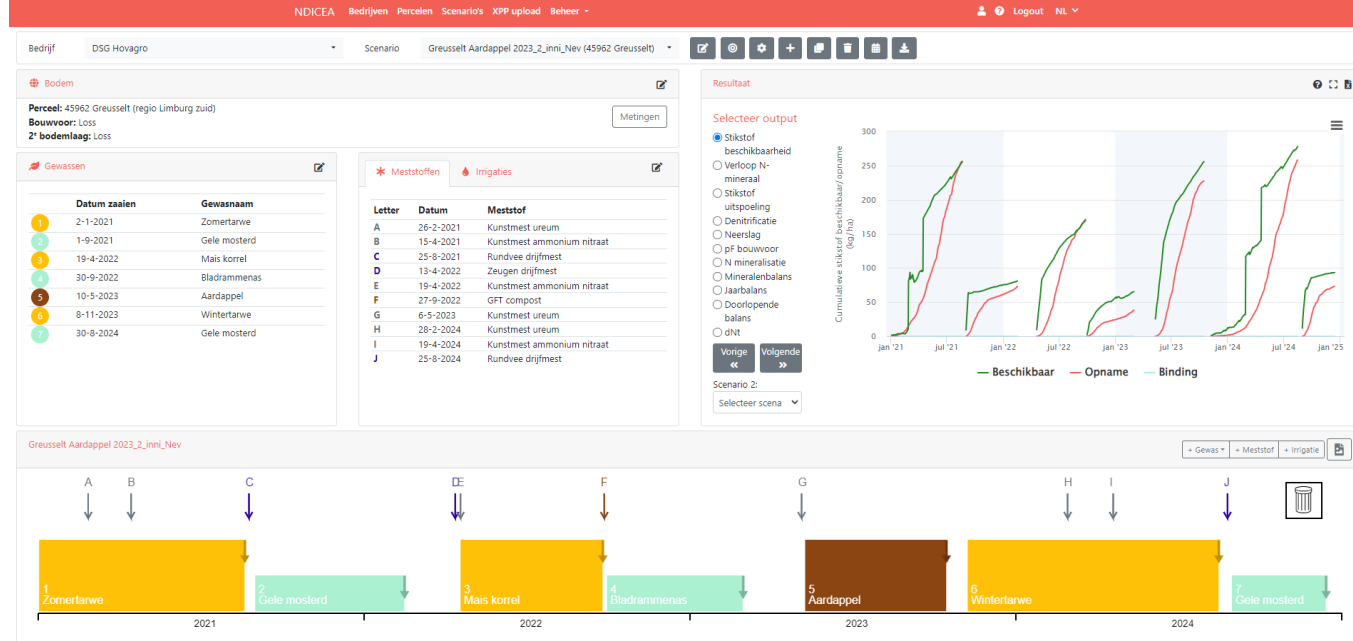 NDICEA Bedrijven Percelen Scenario's XPP upload Beheer Logout NL
Bedrijf DSG Hovagro Scenario Greusselt Aardappel 2023_2_inni_Nev (45962 Greusselt)
Bodem
Perceel: 45962 Greusselt (regio Limburg zuid)
Bouwvoor: Loss
2e bodemlaag: Loss
Metingen
Gewassen
Datum zaaien Gewasnaam
1 2-1-2021 Zomertarwe
2 1-9-2021 Gele mosterd
3 19-4-2022 Mais korrel
4 30-9-2022 Bladrammenas
5 10-5-2023 Aardappel
6 8-11-2023 Wintertarwe
7 30-8-2024 Gele mosterd
Meststoffen Irrigaties
Letter Datum Meststof
A 26-2-2021 Kunstmest ureum
B 15-4-2021 Kunstmest ammonium nitraat
C 25-8-2021 Rundvee drijfmest
D 13-4-2022 Zeugen drijfmest
E 19-4-2022 Kunstmest ammonium nitraat
F 27-9-2022 GFT compost
G 6-5-2023 Kunstmest ureum
H 28-2-2024 Kunstmest ureum
I 19-4-2024 Kunstmest ammonium nitraat
J 25-8-2024 Rundvee drijfmest
Resultaat
Selecteer output
Stikstof
beschikbaarheid
Verloop N-
mineraal
Stikstof
uitspoeling
Denitrificatie
Neerslag
pF bouwvoor
N mineralisatie
Mineralenbalans
Jaarbalans
Doorlopende
balans
dNt
Vorige Volgende
Scenario 2:
Selecteer scena
Cumulatieve stikstof beschikbaar/opname
(kg/ha)
300
250
200
150
100
50
0
jan '21 jul '21 jan '22 jul '22 jan '23 jul '23 jan '24 jul '24 jan '25
Beschikbaar Opname Binding
Greusselt Aardappel 2023_2_inni_Nev
+ Gewas + Meststof + Irrigatie
A B C D E F G H I J
1
Zomertarwe
2
Gele mosterd
3
Mais korrel
4
Bladrammenas
5
Aardappel
6
Wintertarwe
7
Gele mosterd
2021 2022 2023 2024